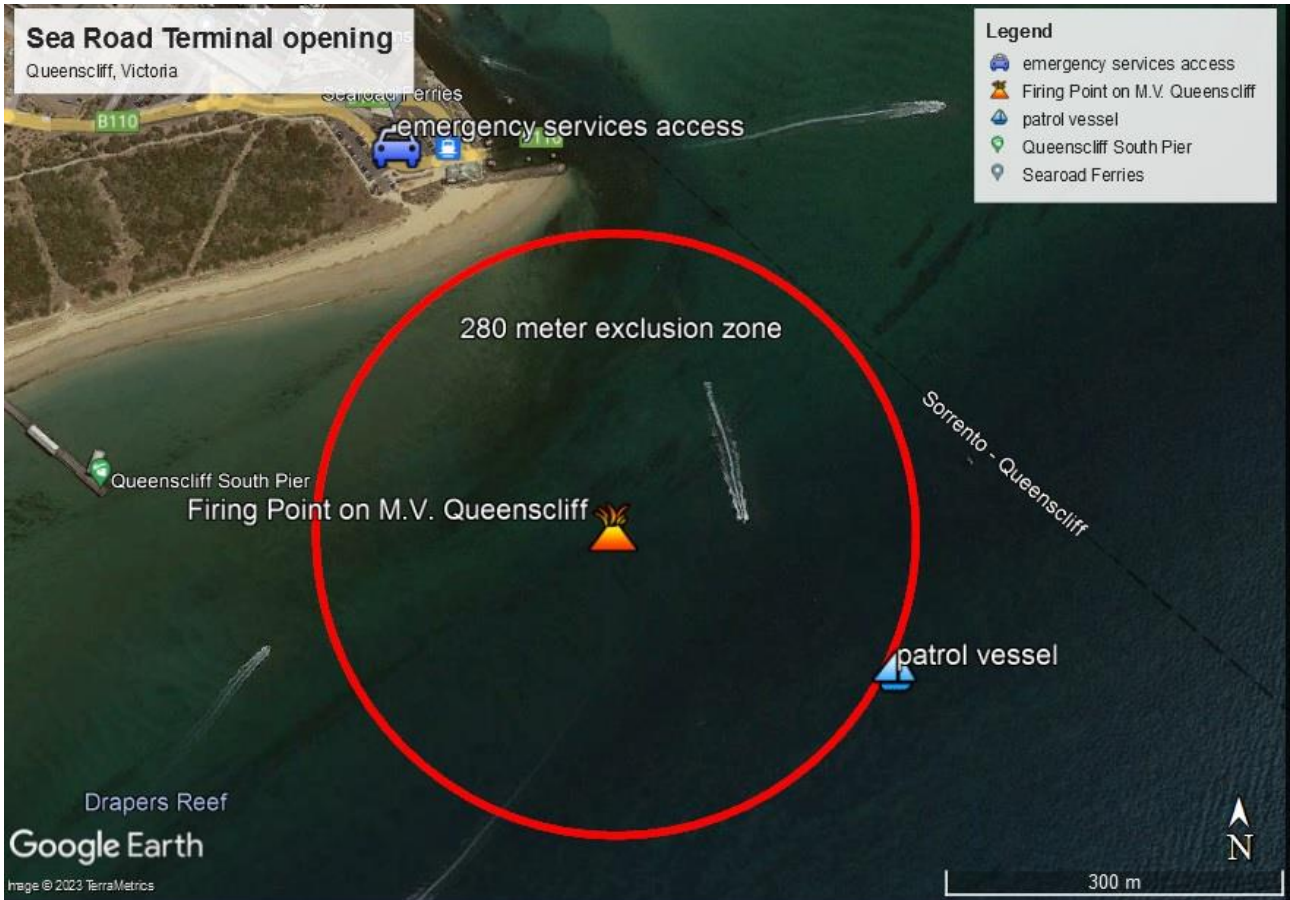 Sea Road Terminal opening
Queenscliff, Victoria
Legend
emergency services access
Firing Point on M.V. Queenscliff
patrol vessel
Queenscliff South Pier
Searoad Ferries
Searoad Ferries
B110
emergency services access
B110
280 meter exclusion zone
Sorrento - Queenscliff
Queenscliff South Pier
Firing Point on M.V. Queenscliff
patrol vessel
Drapers Reef
Google Earth
Image © 2023 TerraMetrics
N
300 m